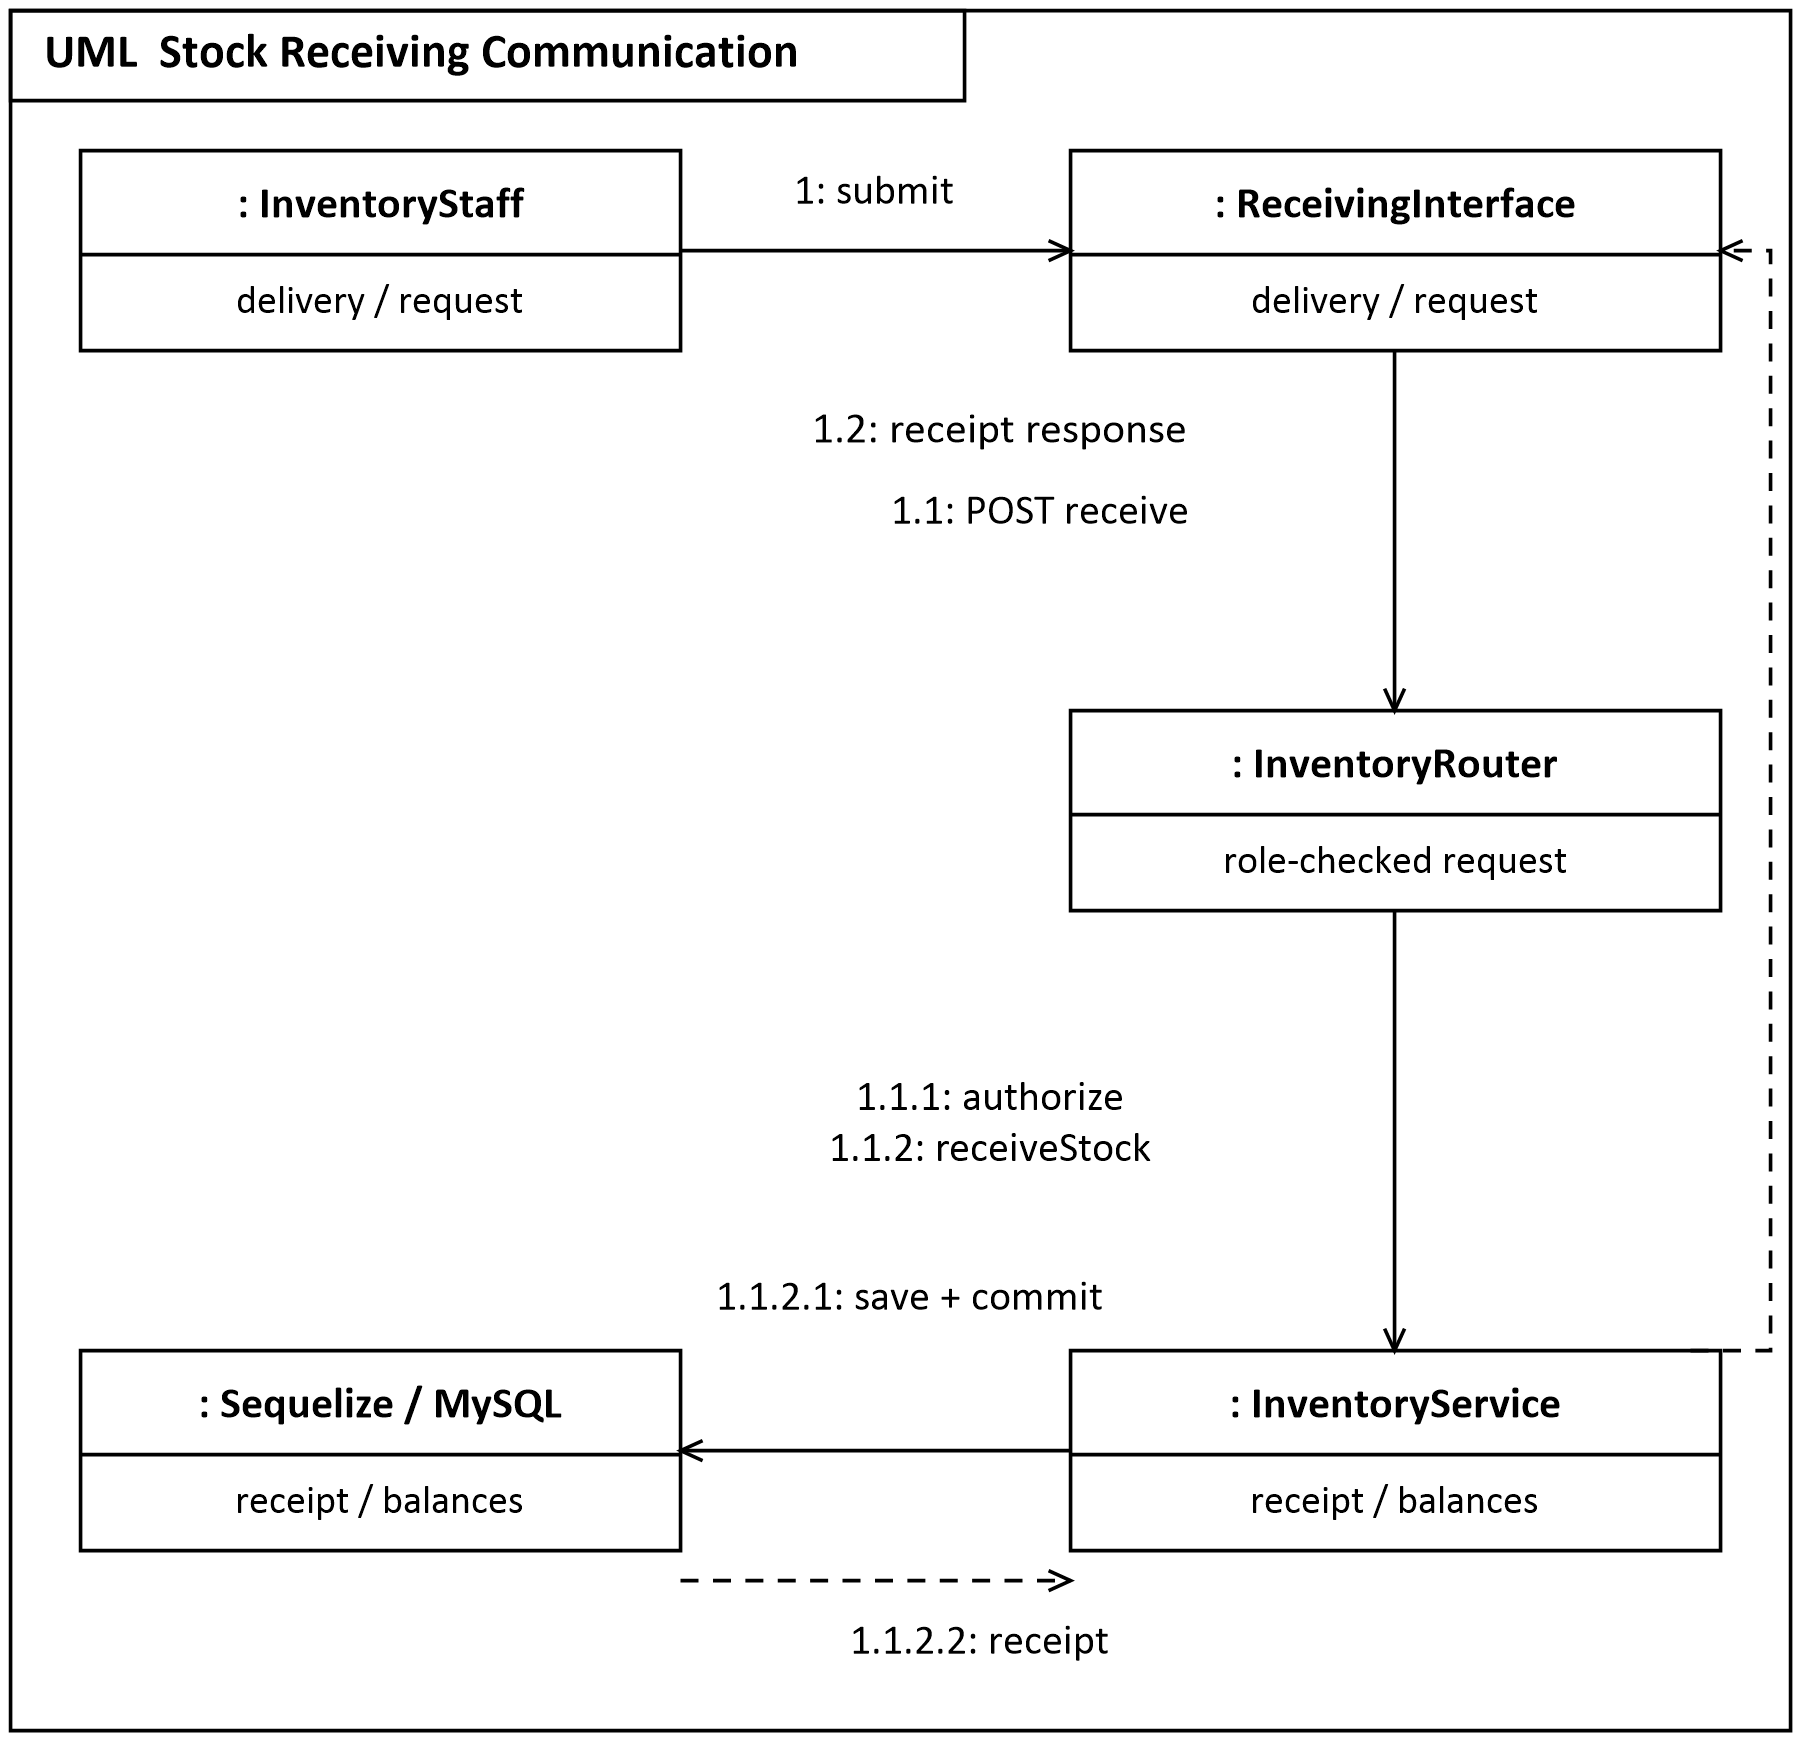 UML  Stock Receiving Communication
: InventoryStaff
delivery / request
1: submit
: ReceivingInterface
delivery / request
1.2: receipt response
1.1: POST receive
: InventoryRouter
role-checked request
1.1.1: authorize
1.1.2: receiveStock
1.1.2.1: save + commit
: Sequelize / MySQL
receipt / balances
: InventoryService
receipt / balances
1.1.2.2: receipt